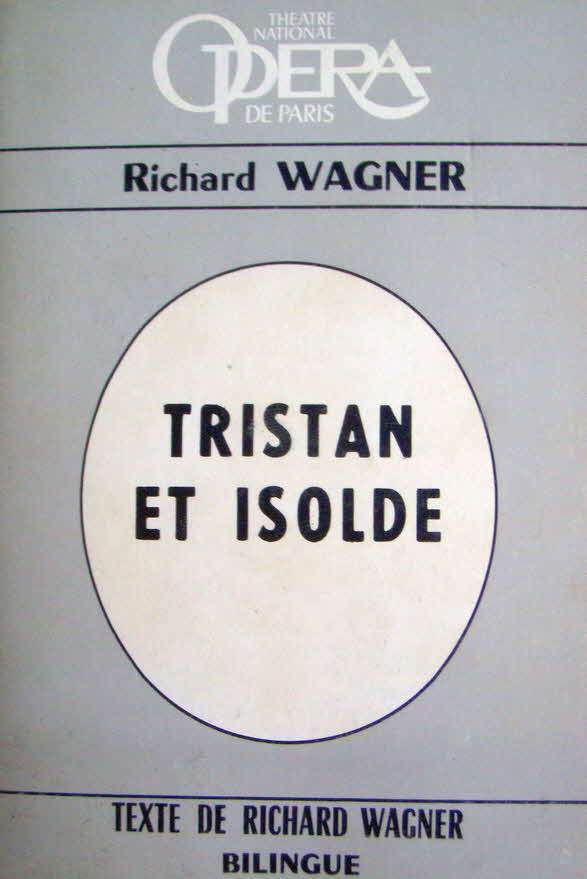 THEATRE
NATIONAL
OPERA
DE PARIS
Richard WAGNER
TRISTAN
ET ISOLDE
TEXTE DE RICHARD WAGNER
BILINGUE